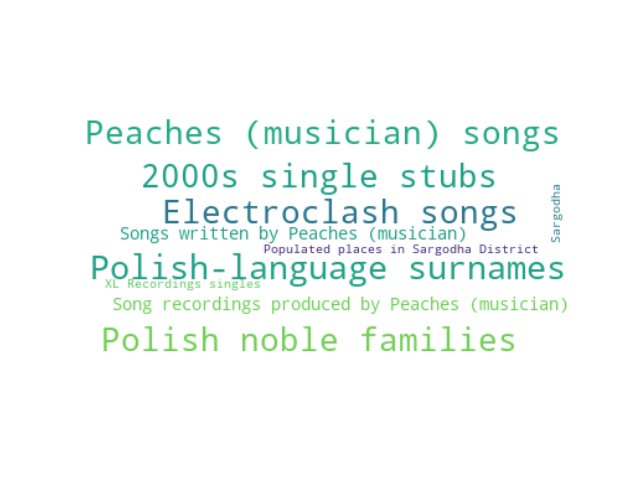 Peaches (musician) songs
2000s single stubs
Sargodha
Electroclash songs
Songs written by Peaches (musician)
Populated places in Sargodha District
Polish-language surnames
XL Recordings singles
Song recordings produced by Peaches (musician)
Polish noble families